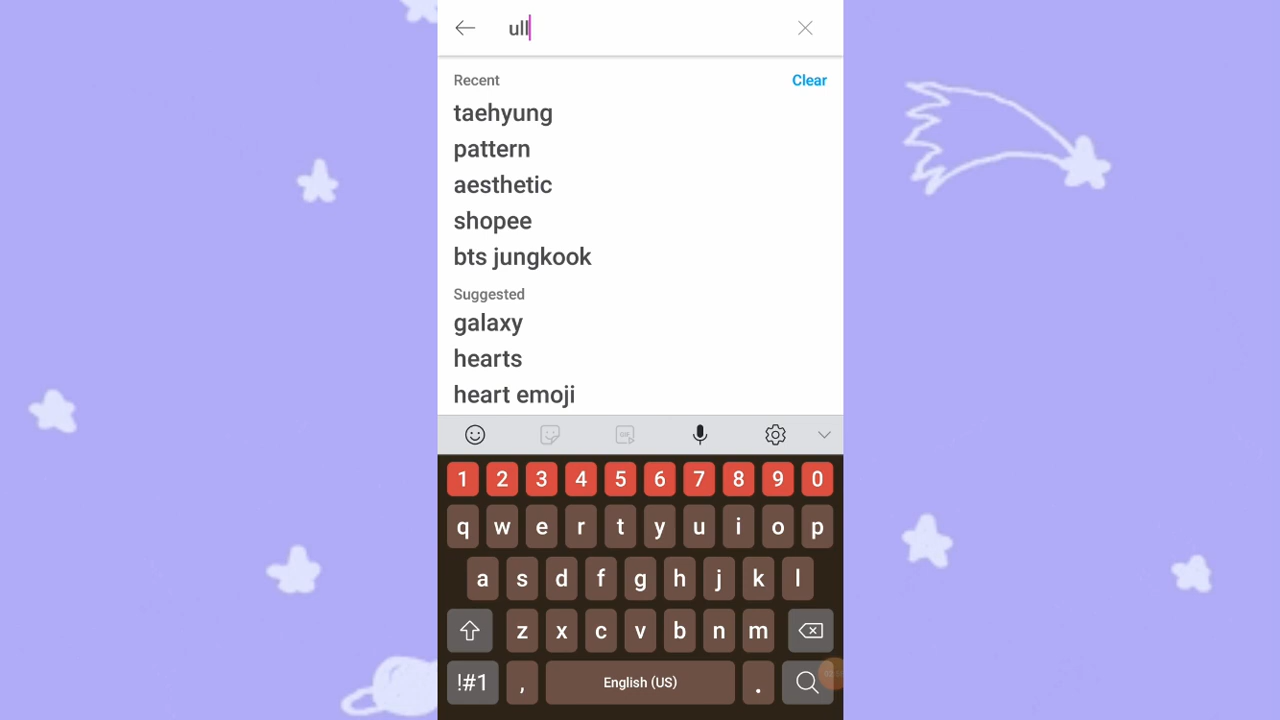 ull
Recent Clear
taehyung
pattern
aesthetic
shopee
bts jungkook
Suggested
galaxy
hearts
heart emoji
GIF
1 2 3 4 5 6 7 8 9 0
q w e r t y u i o p
a s d f g h j k l
z x c v b n m
!#1 , English (US) .